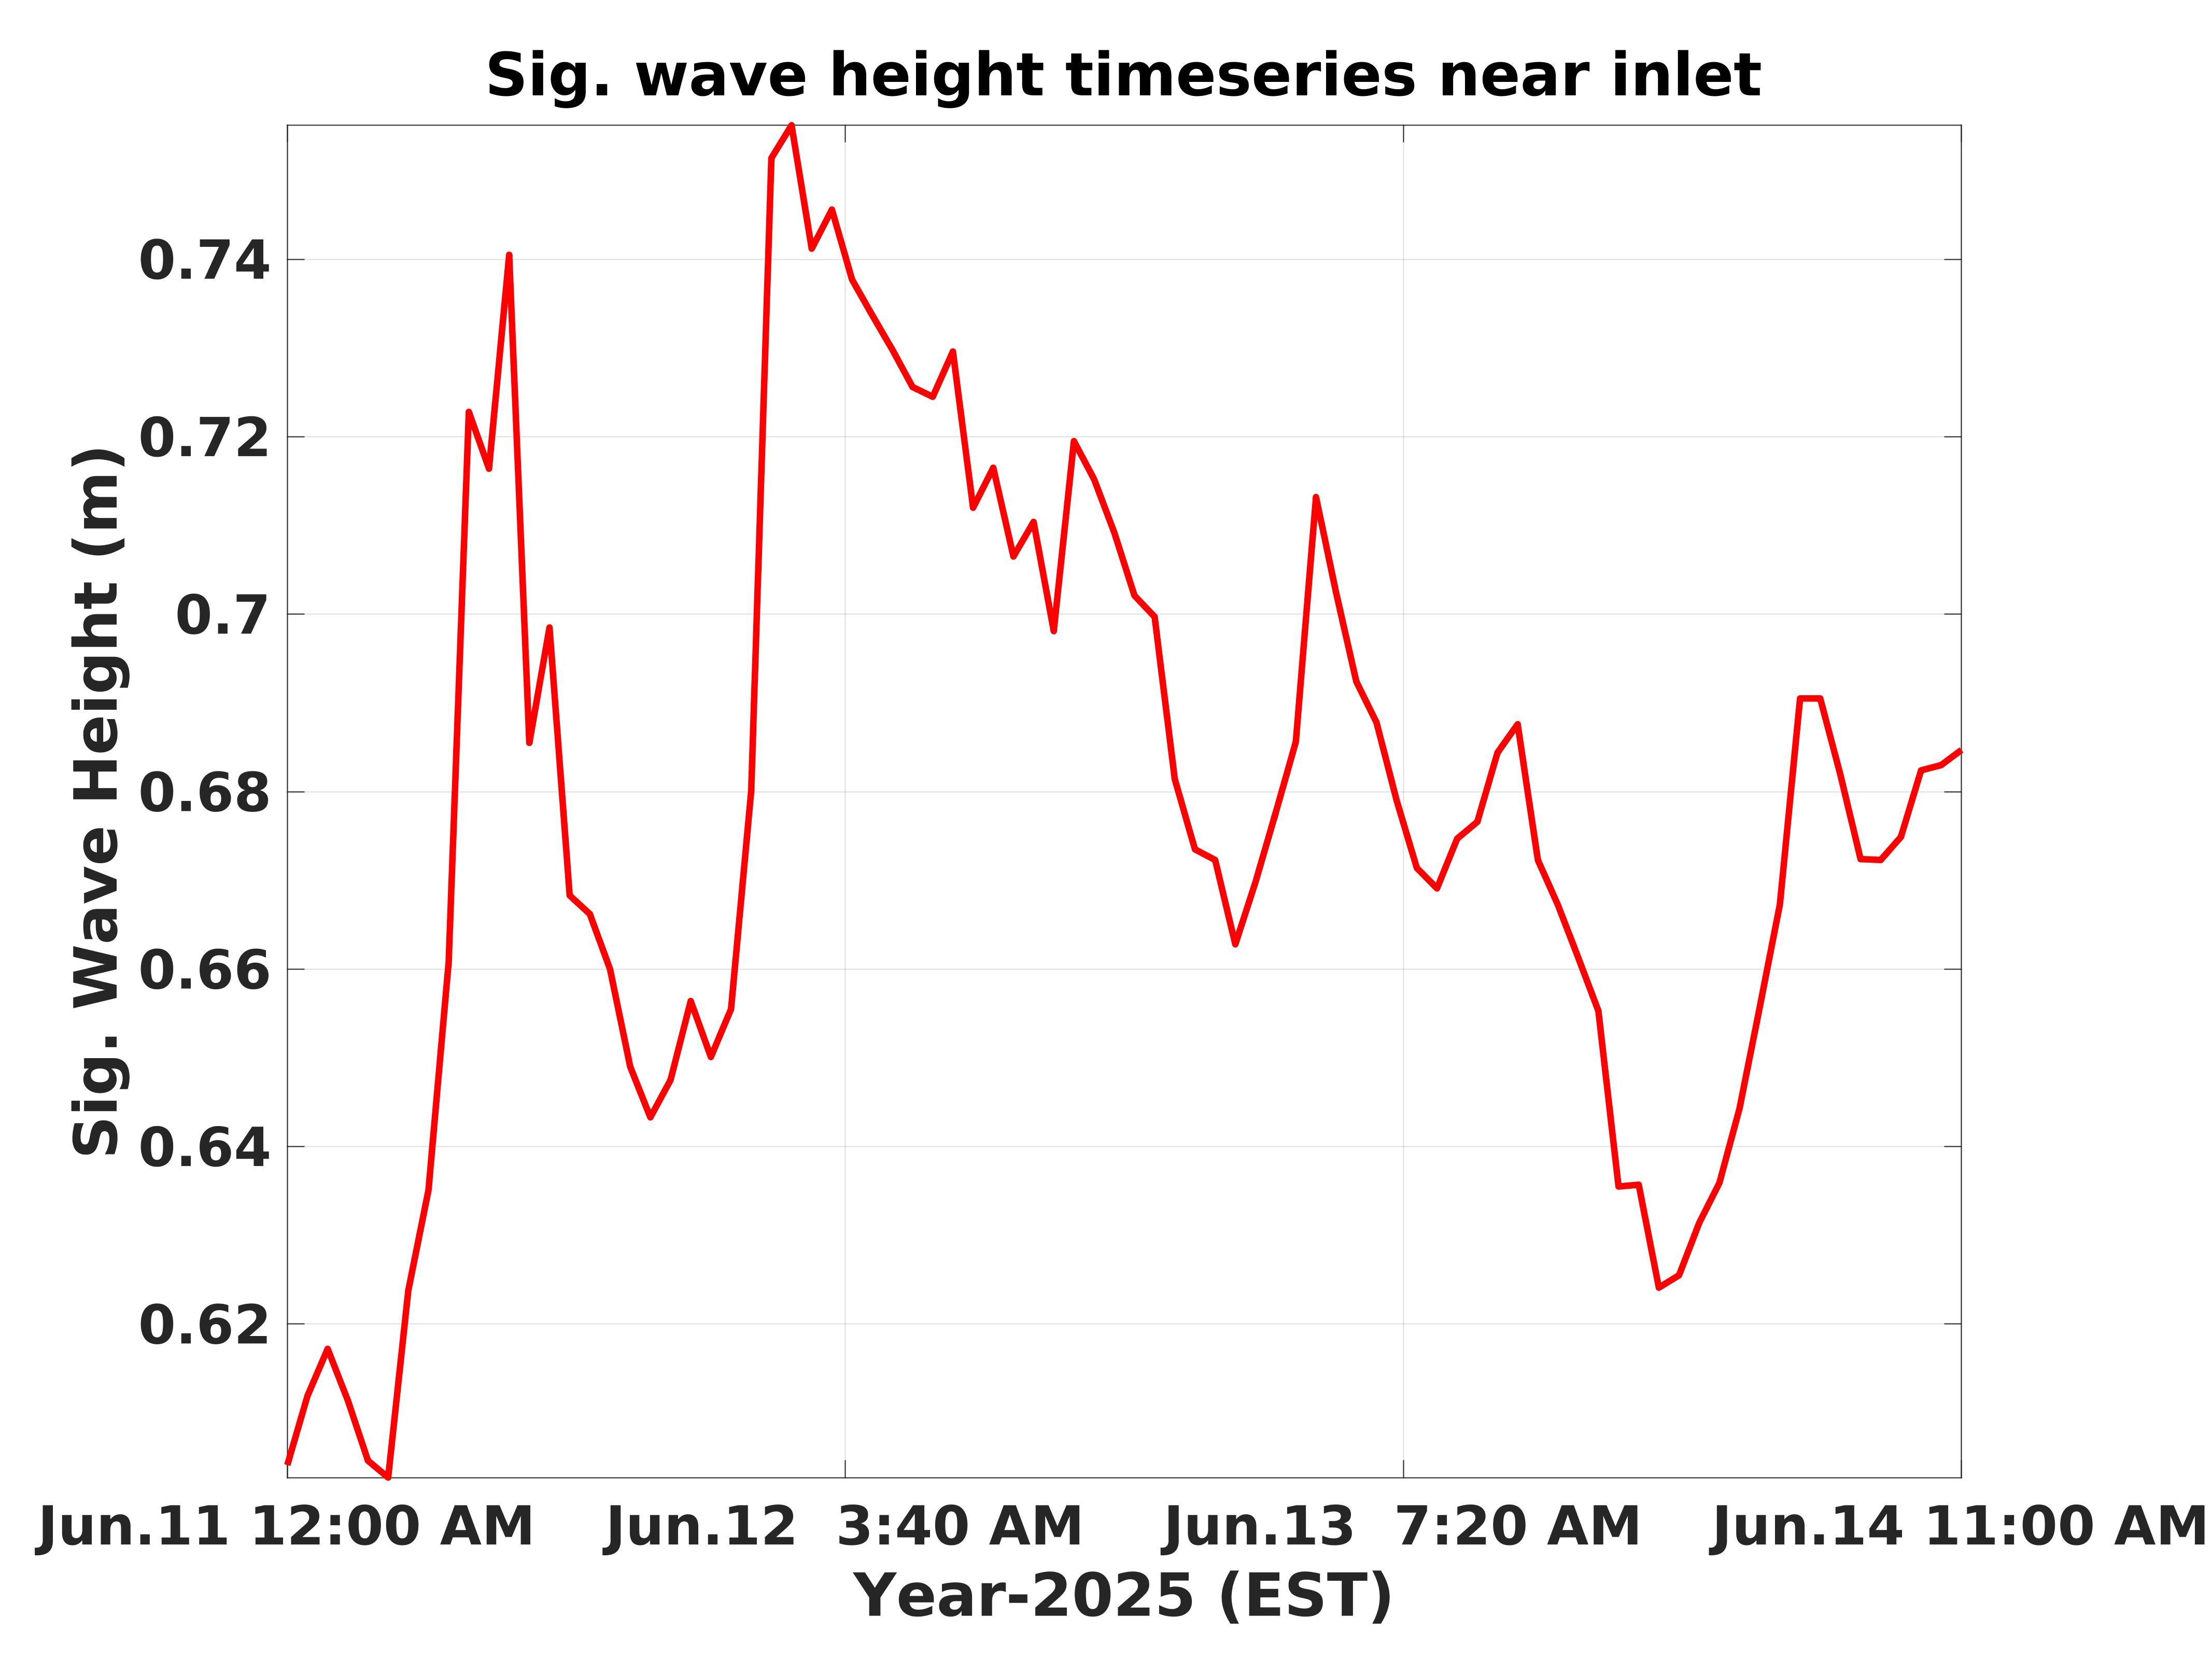 Sig. wave height timeseries near inlet
Sig. Wave Height (m)
0.74
0.72
0.7
0.68
0.66
0.64
0.62
Jun.11 12:00 AM Jun.12 3:40 AM Jun.13 7:20 AM Jun.14 11:00 AM
Year-2025 (EST)